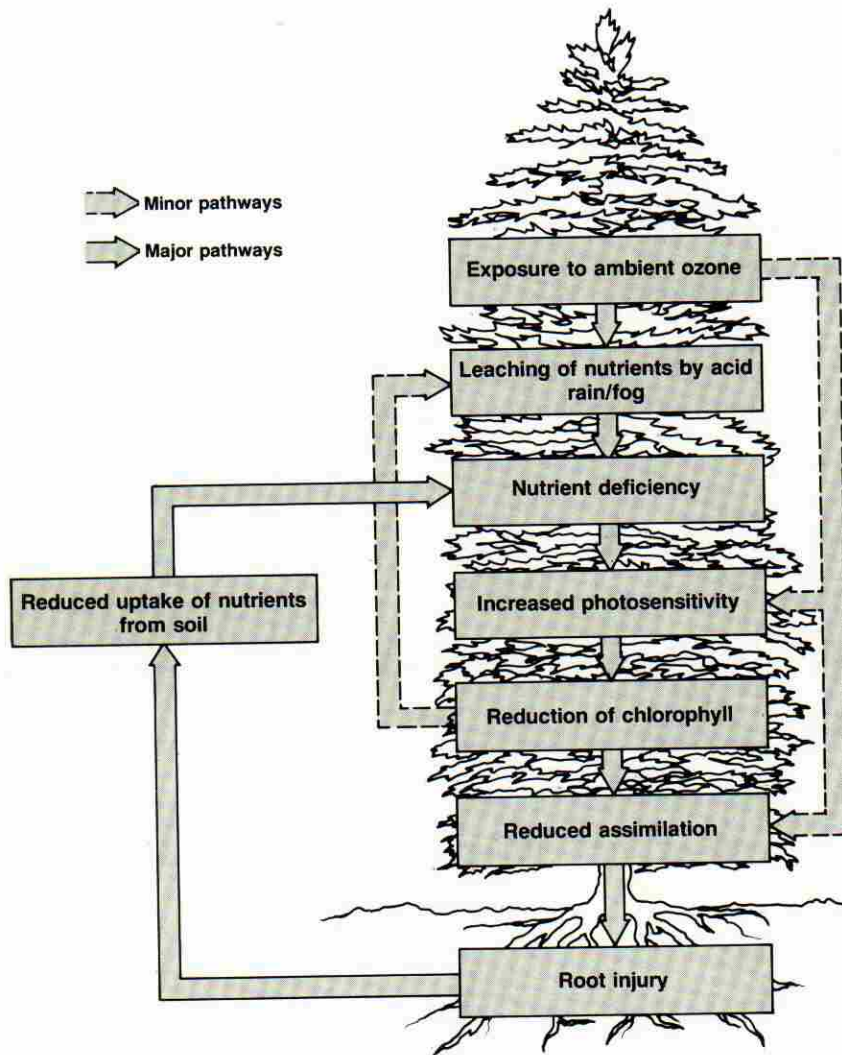 Minor pathways
Major pathways
Exposure to ambient ozone
Leaching of nutrients by acid
rain/fog
Nutrient deficiency
Reduced uptake of nutrients
from soil
Increased photosensitivity
Reduction of chlorophyll
Reduced assimilation
Root injury